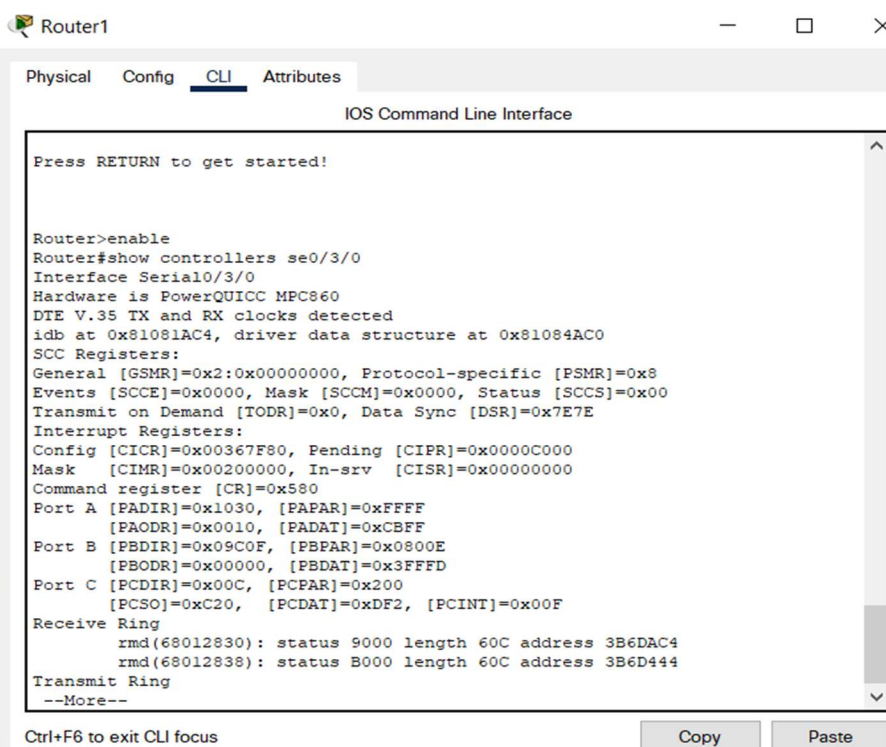 Router1
Physical Config CLI Attributes
IOS Command Line Interface
Press RETURN to get started!
Router>enable
Router#show controllers se0/3/0
Interface Serial0/3/0
Hardware is PowerQUICC MPC860
DTE V.35 TX and RX clocks detected
idb at 0x81081AC4, driver data structure at 0x81084AC0
SCC Registers:
General [GSMR]=0x2:0x00000000, Protocol-specific [PSMR]=0x8
Events [SCCE]=0x0000, Mask [SCCM]=0x0000, Status [SCCS]=0x00
Transmit on Demand [TODR]=0x0, Data Sync [DSR]=0x7E7E
Interrupt Registers:
Config [CICR]=0x00367F80, Pending [CIPR]=0x0000C000
Mask   [CIMR]=0x00200000, In-srv  [CISR]=0x00000000
Command register [CR]=0x580
Port A [PADIR]=0x1030, [PAPAR]=0xFFFF
       [PAODR]=0x0010, [PADAT]=0xCBFF
Port B [PBDIR]=0x09C0F, [PBPAR]=0x0800E
       [PBODR]=0x00000, [PBDAT]=0x3FFFD
Port C [PCDIR]=0x00C, [PCPAR]=0x200
       [PCSO]=0xC20,  [PCDAT]=0xDF2, [PCINT]=0x00F
Receive Ring
        rmd(68012830): status 9000 length 60C address 3B6DAC4
        rmd(68012838): status B000 length 60C address 3B6D444
Transmit Ring
 --More--
Ctrl+F6 to exit CLI focus Copy Paste